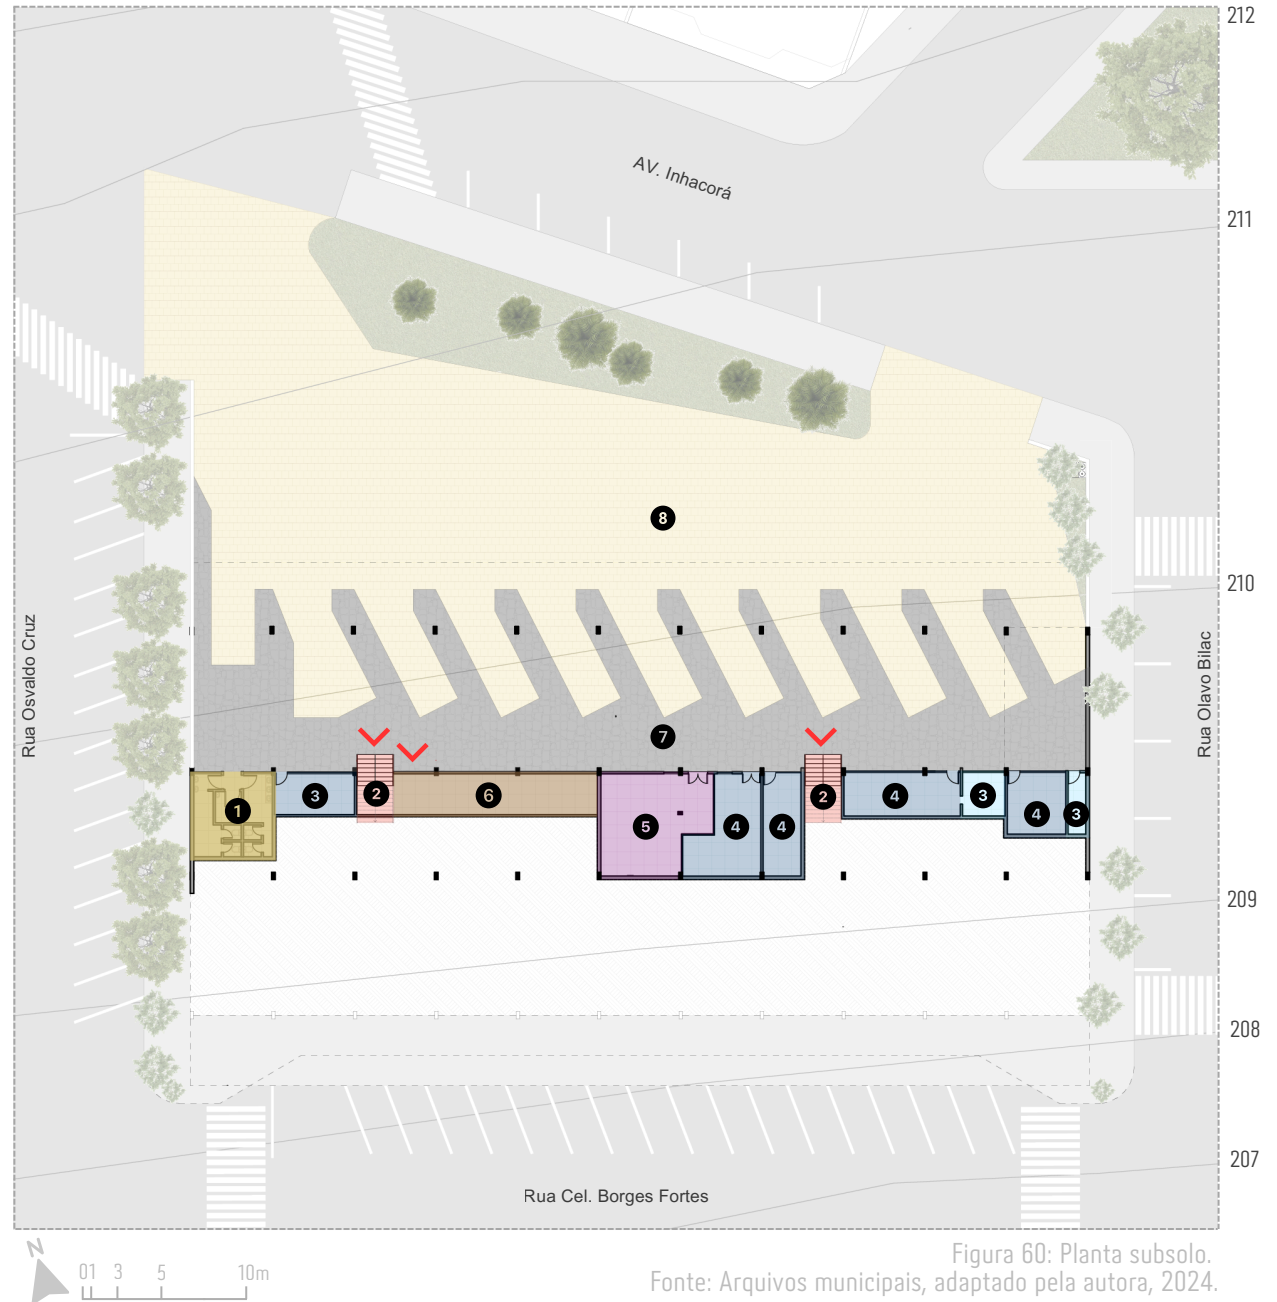 212
AV. Inhacorá
211
8
210
Rua Osvaldo Cruz
Rua Olavo Bilac
7
1
3
2
6
5
4
4
2
4
3
4
3
209
208
207
Rua Cel. Borges Fortes
N
01 3 5 10m
Figura 60: Planta subsolo.
Fonte: Arquivos municipais, adaptado pela autora, 2024.